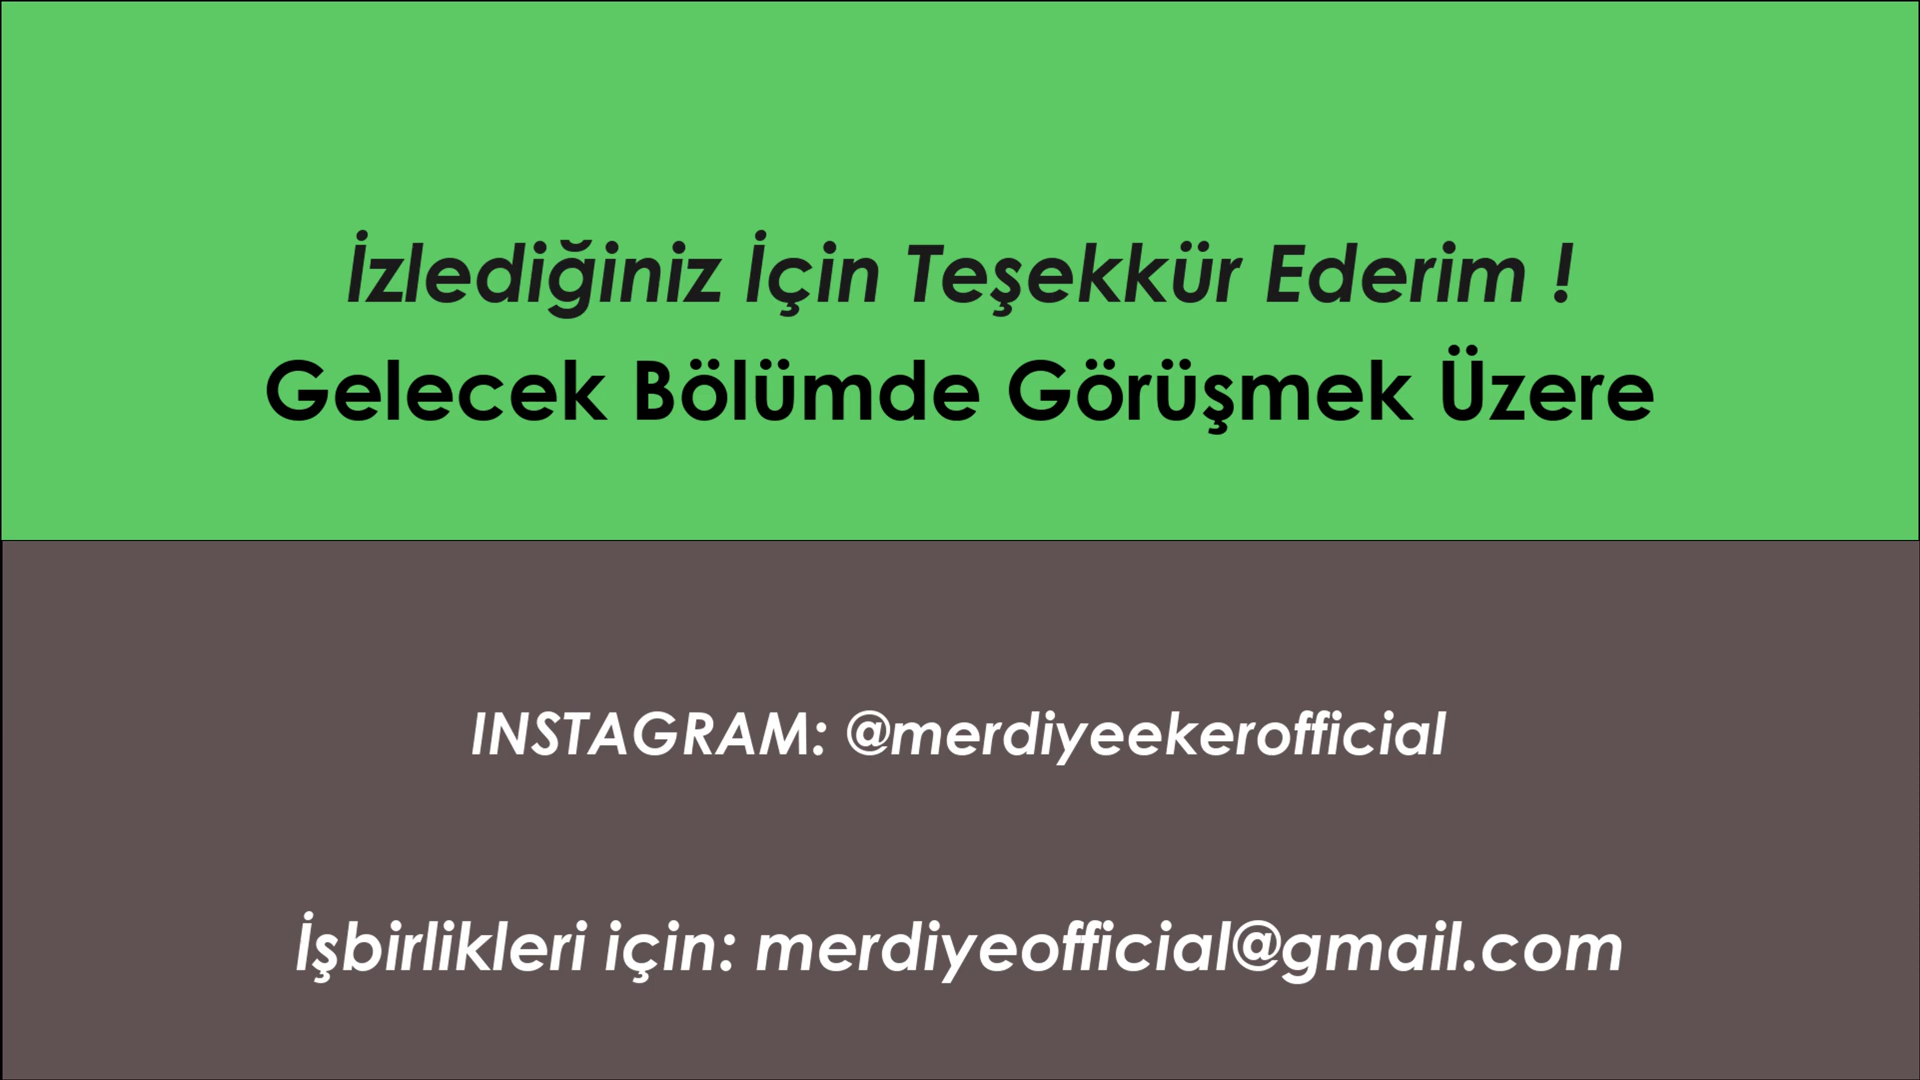 İzlediğiniz İçin Teşekkür Ederim !
Gelecek Bölümde Görüşmek Üzere
INSTAGRAM: @merdiyeekerofficial
İşbirlikleri için: merdiyeofficial@gmail.com